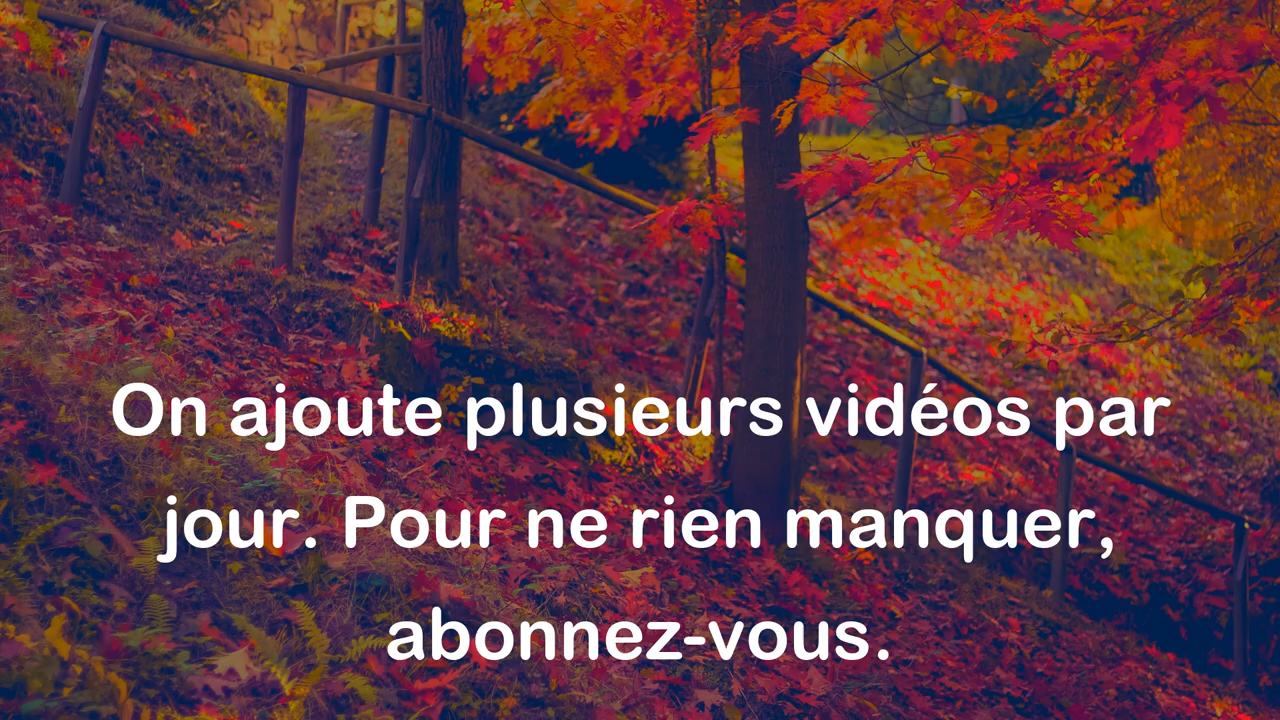 On ajoute plusieurs vidéos par
jour. Pour ne rien manquer,
abonnez-vous.